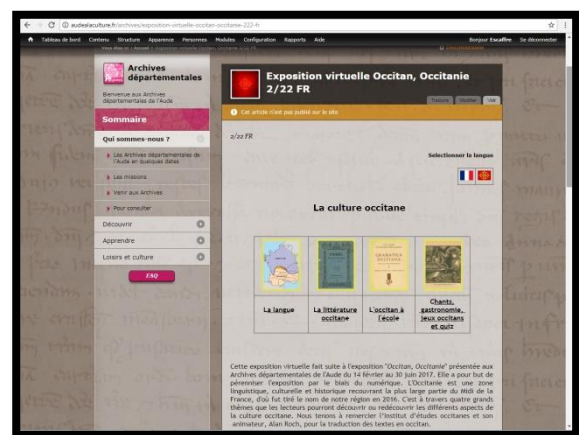 audealaculture.fr/archives/exposition-virtuelle-occitan-occitanie-222-fr
Tableau de bord Contenu Structure Apparence Personnes Modules Configuration Rapports Aide Bonjour Escaffre Se déconnecter
Archives départementales
Bienvenue aux Archives
départementales de l'Aude
Sommaire
Qui sommes-nous ?
Les Archives départementales de
l'Aude en quelques dates
Les missions
Venir aux Archives
Pour consulter
Découvrir
Apprendre
Loisirs et culture
FAQ
Exposition virtuelle Occitan, Occitanie
2/22 FR
Traduire Modifier Voir
Cet article n'est pas publié sur le site
2/22 FR
Selectionner la langue
La culture occitane
La langue
La littérature
occitane
L'occitan à
l'école
Chants,
gastronomie,
jeux occitans
et quiz
Cette exposition virtuelle fait suite à l'exposition "Occitan, Occitanie" présentée aux
Archives départementales de l'Aude du 14 février au 30 juin 2017. Elle a pour but de
pérenniser l'exposition par le biais du numérique. L'Occitanie est une zone
linguistique, culturelle et historique recouvrant la plus large partie du Midi de la
France, d'où fut tiré le nom de notre région en 2016. C'est à travers quatre grands
thèmes que les lecteurs pourront découvrir ou redécouvrir les différents aspects de
la culture occitane. Nous tenons à remercier l'Institut d'études occitanes et son
animateur, Alan Roch, pour la traduction des textes en occitan.